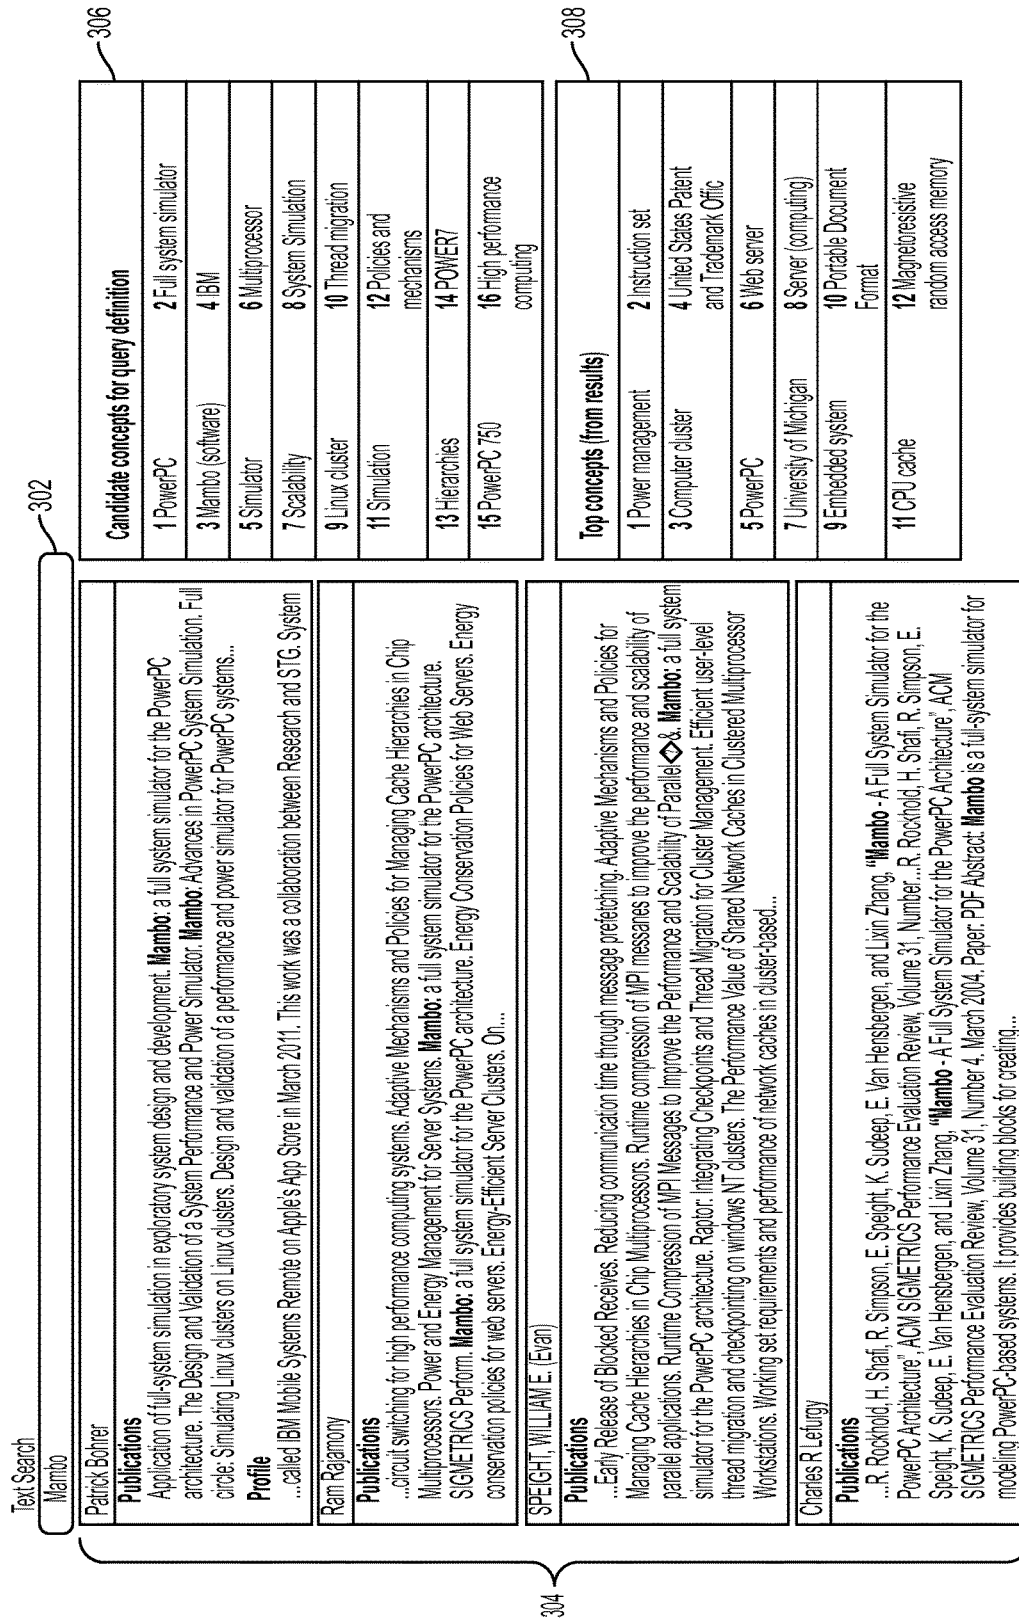 Text Search
Mambo
302
Patrick Bohrer
Publications
Application of full-system simulation in exploratory system design and development. Mambo: a full system simulator for the PowerPC
architecture. The Design and Validation of a System Performance and Power Simulator. Mambo: Advances in PowerPC System Simulation. Full
circle. Simulating Linux clusters on Linux clusters. Design and validation of a performance and power simulator for PowerPC systems...
Profile
...called IBM Mobile Systems Remote on Apple's App Store in March 2011. This work was a collaboration between Research and STG. System
Ram Rajamony
Publications
...circuit switching for high performance computing systems. Adaptive Mechanisms and Policies for Managing Cache Hierarchies in Chip
Multiprocessors. Power and Energy Management for Server Systems. Mambo: a full system simulator for the PowerPC architecture.
SIGMETRICS Perform. Mambo: a full system simulator for the PowerPC architecture. Energy Conservation Policies for Web Servers. Energy
conservation policies for web servers. Energy-Efficient Server Clusters. On...
SPEIGHT, WILLIAM E. (Evan)
Publications
...Early Release of Blocked Receives. Reducing communication time through message prefetching. Adaptive Mechanisms and Policies for
Managing Cache Hierarchies in Chip Multiprocessors. Runtime compression of MPI messanes to improve the performance and scalability of
parallel applications. Runtime Compression of MPI Messages to Improve the Performance and Scalability of Parallel<?>&. Mambo: a full system
simulator for the PowerPC architecture. Raptor: Integrating Checkpoints and Thread Migration for Cluster Management. Efficient user-level
thread migration and checkpointing on windows NT clusters. The Performance Value of Shared Network Caches in Clustered Multiprocessor
Workstations. Working set requirements and performance of network caches in cluster-based...
Charles R Lefurgy
Publications
...R. Rockhold, H. Shafi, R. Simpson, E. Speight, K. Sudeep, E. Van Hensbergen, and Lixin Zhang, "Mambo - A Full System Simulator for the
PowerPC Architecture", ACM SIGMETRICS Performance Evaluation Review, Volume 31, Number...R. Rockhold, H. Shafi, R. Simpson, E.
Speight, K. Sudeep, E. Van Hensbergen, and Lixin Zhang, "Mambo - A Full System Simulator for the PowerPC Architecture", ACM
SIGMETRICS Performance Evaluation Review, Volume 31, Number 4, March 2004. Paper: PDF Abstract: Mambo is a full-system simulator for
modeling PowerPC-based systems. It provides building blocks for creating...
304
306
Candidate concepts for query definition
1 PowerPC 2 Full system simulator
3 Mambo (software) 4 IBM
5 Simulator 6 Multiprocessor
7 Scalability 8 System Simulation
9 Linux cluster 10 Thread migration
11 Simulation 12 Policies and
mechanisms
13 Hierarchies 14 POWER7
15 PowerPC 750 16 High performance
computing
308
Top concepts (from results)
1 Power management 2 Instruction set
3 Computer cluster 4 United States Patent
and Trademark Offic
5 PowerPC 6 Web server
7 University of Michigan 8 Server (computing)
9 Embedded system 10 Portable Document
Format
11 CPU cache 12 Magnetoresistive
random access memory